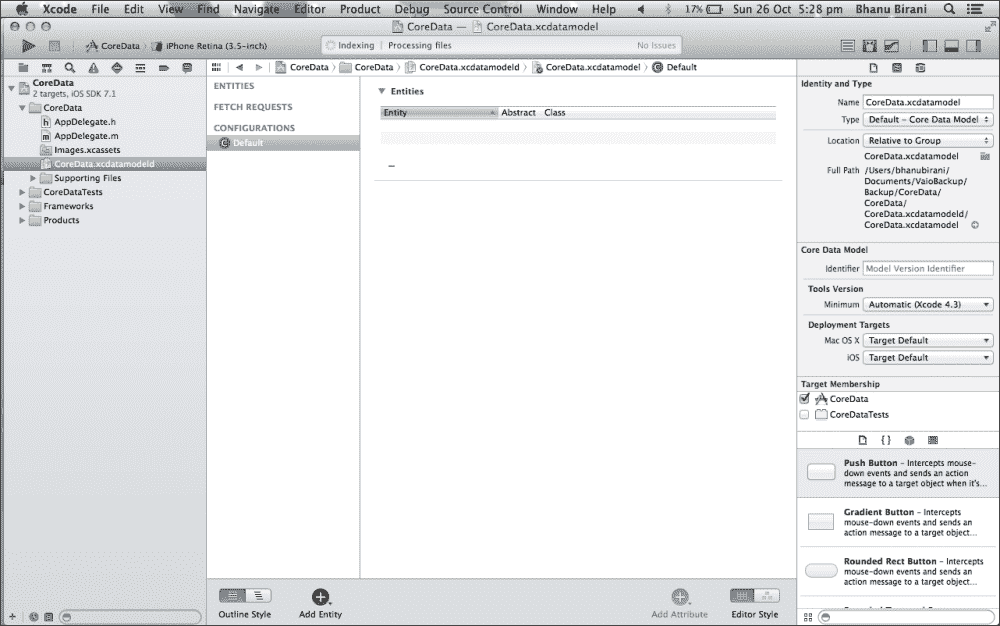 Xcode File Edit View Find Navigate Editor Product Debug Source Control Window Help 17% Sun 26 Oct 5:28 pm Bhanu Birani
CoreData — CoreData.xcdatamodel
CoreData iPhone Retina (3.5-inch) Indexing | Processing files No Issues
CoreData CoreData CoreData.xcdatamodeld CoreData.xcdatamodel Default
CoreData
2 targets, iOS SDK 7.1
CoreData
AppDelegate.h
AppDelegate.m
Images.xcassets
CoreData.xcdatamodeld
Supporting Files
CoreDataTests
Frameworks
Products
ENTITIES
FETCH REQUESTS
CONFIGURATIONS
Default
Entities
Entity Abstract Class
Outline Style Add Entity Add Attribute Editor Style
Identity and Type
Name CoreData.xcdatamodel
Type Default - Core Data Model
Location Relative to Group
CoreData.xcdatamodel
Full Path /Users/bhanubirani/
Documents/VaioBackup/
Backup/CoreData/
CoreData/
CoreData.xcdatamodeld/
CoreData.xcdatamodel
Core Data Model
Identifier Model Version Identifier
Tools Version
Minimum Automatic (Xcode 4.3)
Deployment Targets
Mac OS X Target Default
iOS Target Default
Target Membership
CoreData
CoreDataTests
Push Button - Intercepts mouse-
down events and sends an action
message to a target object when it's...
Gradient Button - Intercepts
mouse-down events and sends an
action message to a target object...
Rounded Rect Button - Intercepts
mouse-down events and sends an
action message to a target object...